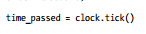 time_passed = clock.tick()